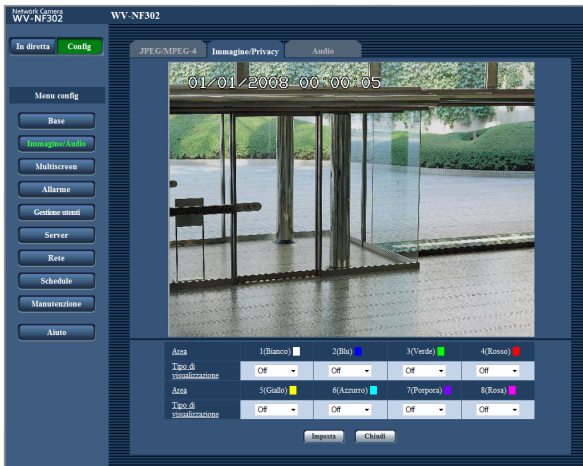 Network Camera
WV-NF302
WV-NF302
In diretta Config
JPEG/MPEG-4 Immagine/Privacy Audio
01/01/2008 00:00:05
Menu config
Base
Immagine/Audio
Multiscreen
Allarme
Gestione utenti
Server
Rete
Schedule
Manutenzione
Aiuto
Area 1(Bianco) 2(Blu) 3(Verde) 4(Rosso)
Tipo di
visualizzazione Off Off Off Off
Area 5(Giallo) 6(Azzurro) 7(Porpora) 8(Rosa)
Tipo di
visualizzazione Off Off Off Off
Imposta Chiudi